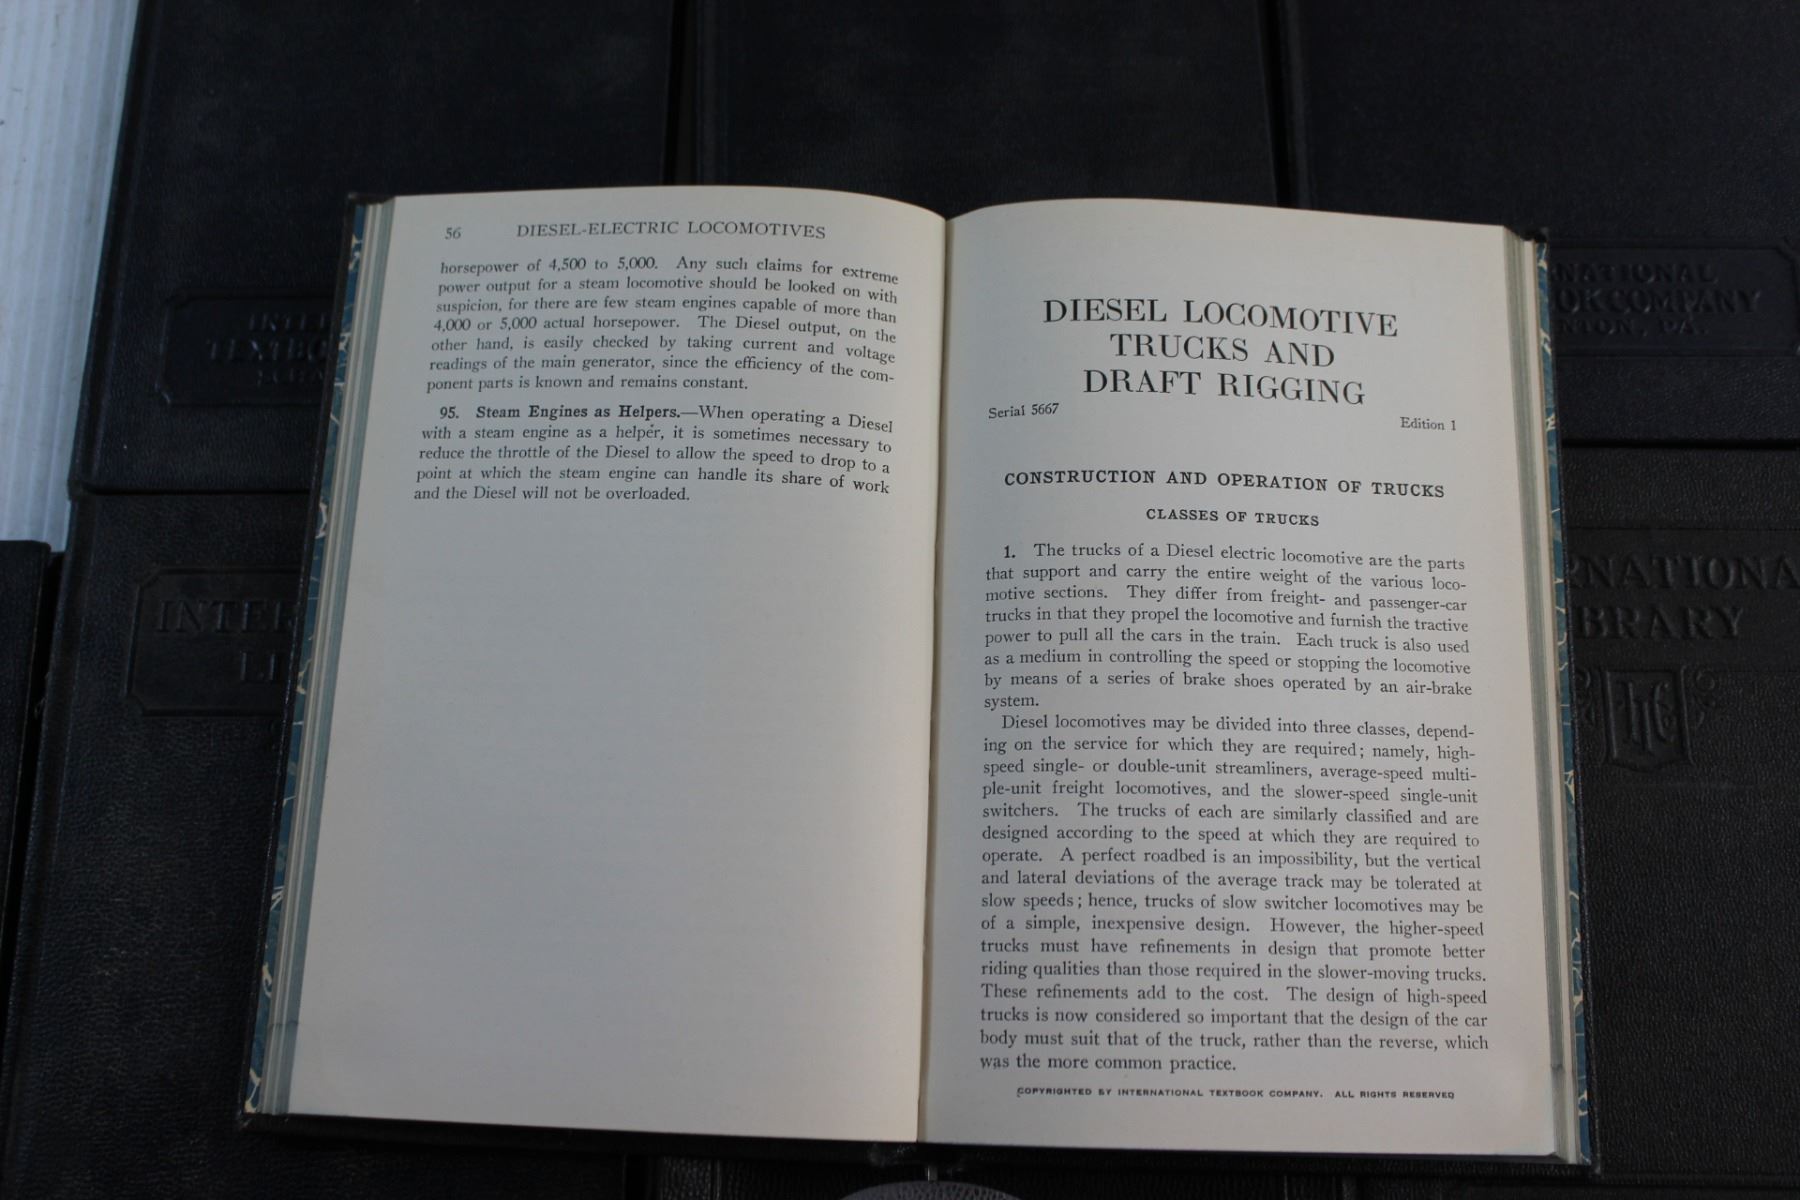 56 DIESEL-ELECTRIC LOCOMOTIVES
horsepower of 4,500 to 5,000. Any such claims for extreme
power output for a steam locomotive should be looked on with
suspicion, for there are few steam engines capable of more than
4,000 or 5,000 actual horsepower. The Diesel output, on the
other hand, is easily checked by taking current and voltage
readings of the main generator, since the efficiency of the com-
ponent parts is known and remains constant.
95. Steam Engines as Helpers.—When operating a Diesel
with a steam engine as a helper, it is sometimes necessary to
reduce the throttle of the Diesel to allow the speed to drop to a
point at which the steam engine can handle its share of work
and the Diesel will not be overloaded.
DIESEL LOCOMOTIVE
TRUCKS AND
DRAFT RIGGING
Serial 5667
Edition 1
CONSTRUCTION AND OPERATION OF TRUCKS
CLASSES OF TRUCKS
1. The trucks of a Diesel electric locomotive are the parts
that support and carry the entire weight of the various loco-
motive sections. They differ from freight- and passenger-car
trucks in that they propel the locomotive and furnish the tractive
power to pull all the cars in the train. Each truck is also used
as a medium in controlling the speed or stopping the locomotive
by means of a series of brake shoes operated by an air-brake
system.
Diesel locomotives may be divided into three classes, depend-
ing on the service for which they are required; namely, high-
speed single- or double-unit streamliners, average-speed multi-
ple-unit freight locomotives, and the slower-speed single-unit
switchers. The trucks of each are similarly classified and are
designed according to the speed at which they are required to
operate. A perfect roadbed is an impossibility, but the vertical
and lateral deviations of the average track may be tolerated at
slow speeds; hence, trucks of slow switcher locomotives may be
of a simple, inexpensive design. However, the higher-speed
trucks must have refinements in design that promote better
riding qualities than those required in the slower-moving trucks.
These refinements add to the cost. The design of high-speed
trucks is now considered so important that the design of the car
body must suit that of the truck, rather than the reverse, which
was the more common practice.
COPYRIGHTED BY INTERNATIONAL TEXTBOOK COMPANY. ALL RIGHTS RESERVED
INTER
LI
NATIONAL
OKCOMPANY
NTON, PA.
RNATIONA
BRARY